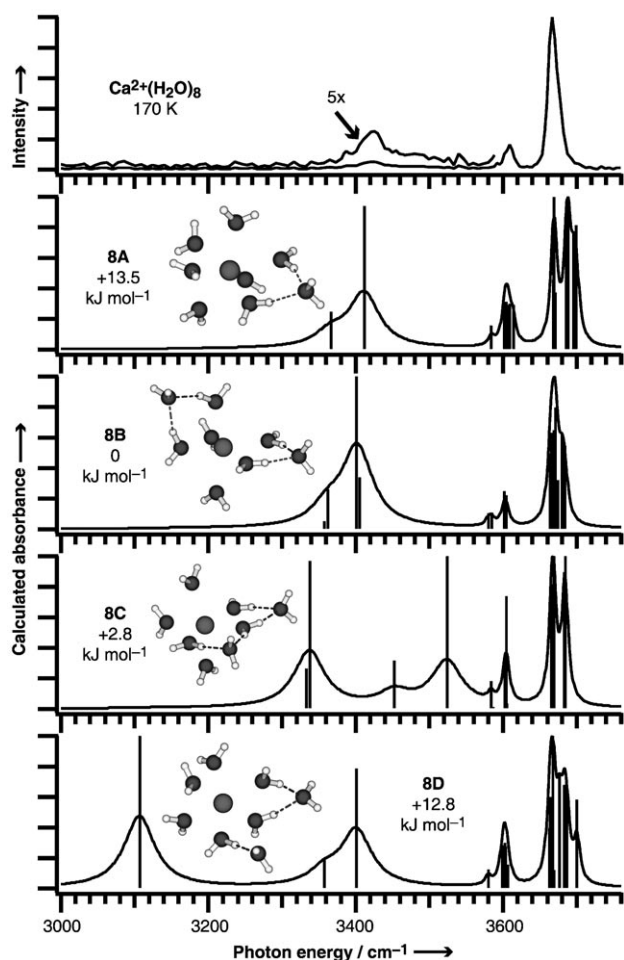 Intensity →
Ca²⁺(H₂O)₈
170 K
5x
Calculated absorbance →
8A
+13.5
kJ mol⁻¹
8B
0
kJ mol⁻¹
8C
+2.8
kJ mol⁻¹
8D
+12.8
kJ mol⁻¹
3000 3200 3400 3600
Photon energy / cm⁻¹ →